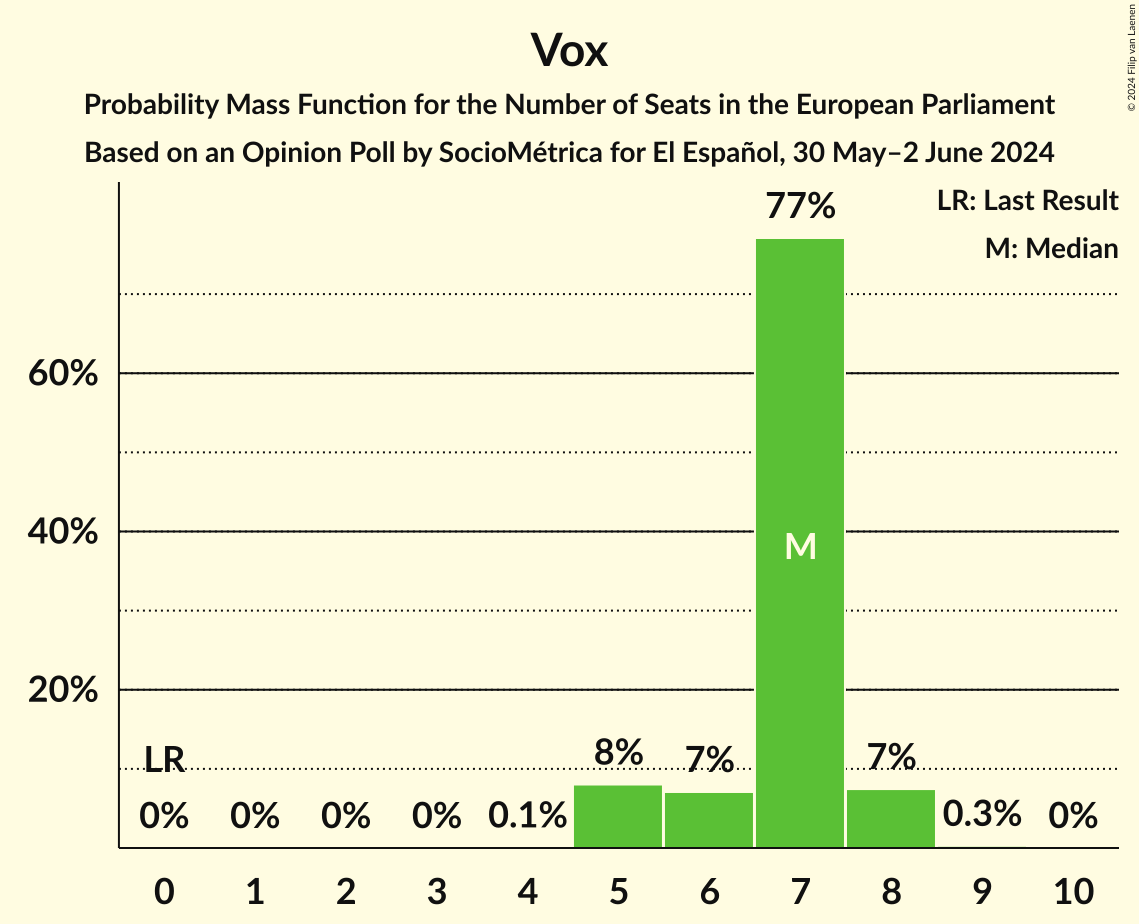 Vox
Probability Mass Function for the Number of Seats in the European Parliament
Based on an Opinion Poll by SocioMétrica for El Español, 30 May–2 June 2024
© 2024 Filip van Laenen
LR: Last Result
M: Median
77%
60%
40%
20%
M
LR
8%
7%
7%
0%
0%
0%
0%
0.1%
0.3%
0%
0 1 2 3 4 5 6 7 8 9 10